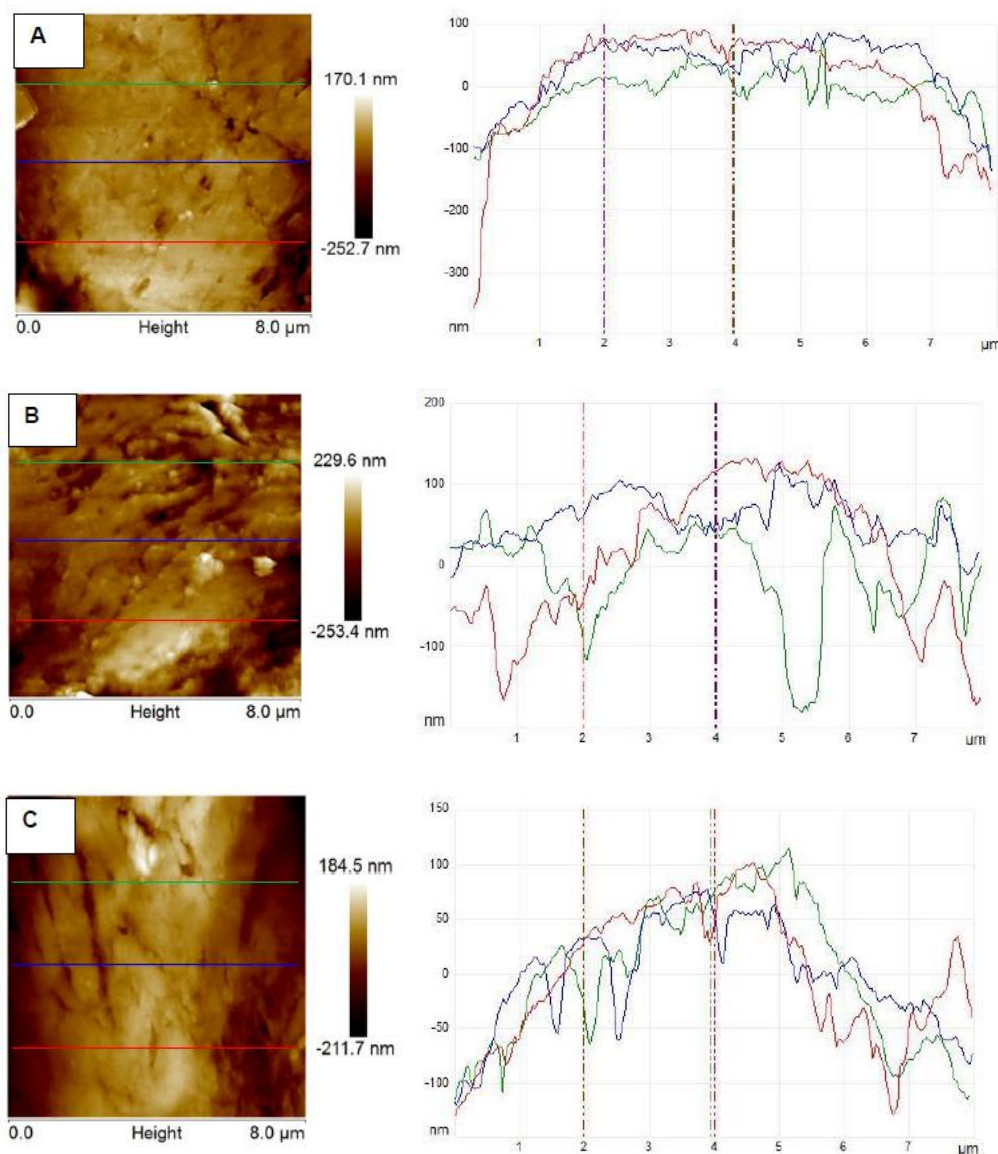 A
170.1 nm
-252.7 nm
0.0 Height 8.0 µm
100
0
-100
-200
-300
nm
1 2 3 4 5 6 7 µm
B
229.6 nm
-253.4 nm
0.0 Height 8.0 µm
200
100
0
-100
nm
1 2 3 4 5 6 7 um
C
184.5 nm
-211.7 nm
0.0 Height 8.0 µm
150
100
50
0
-50
-100
nm
1 2 3 4 5 6 7 µm